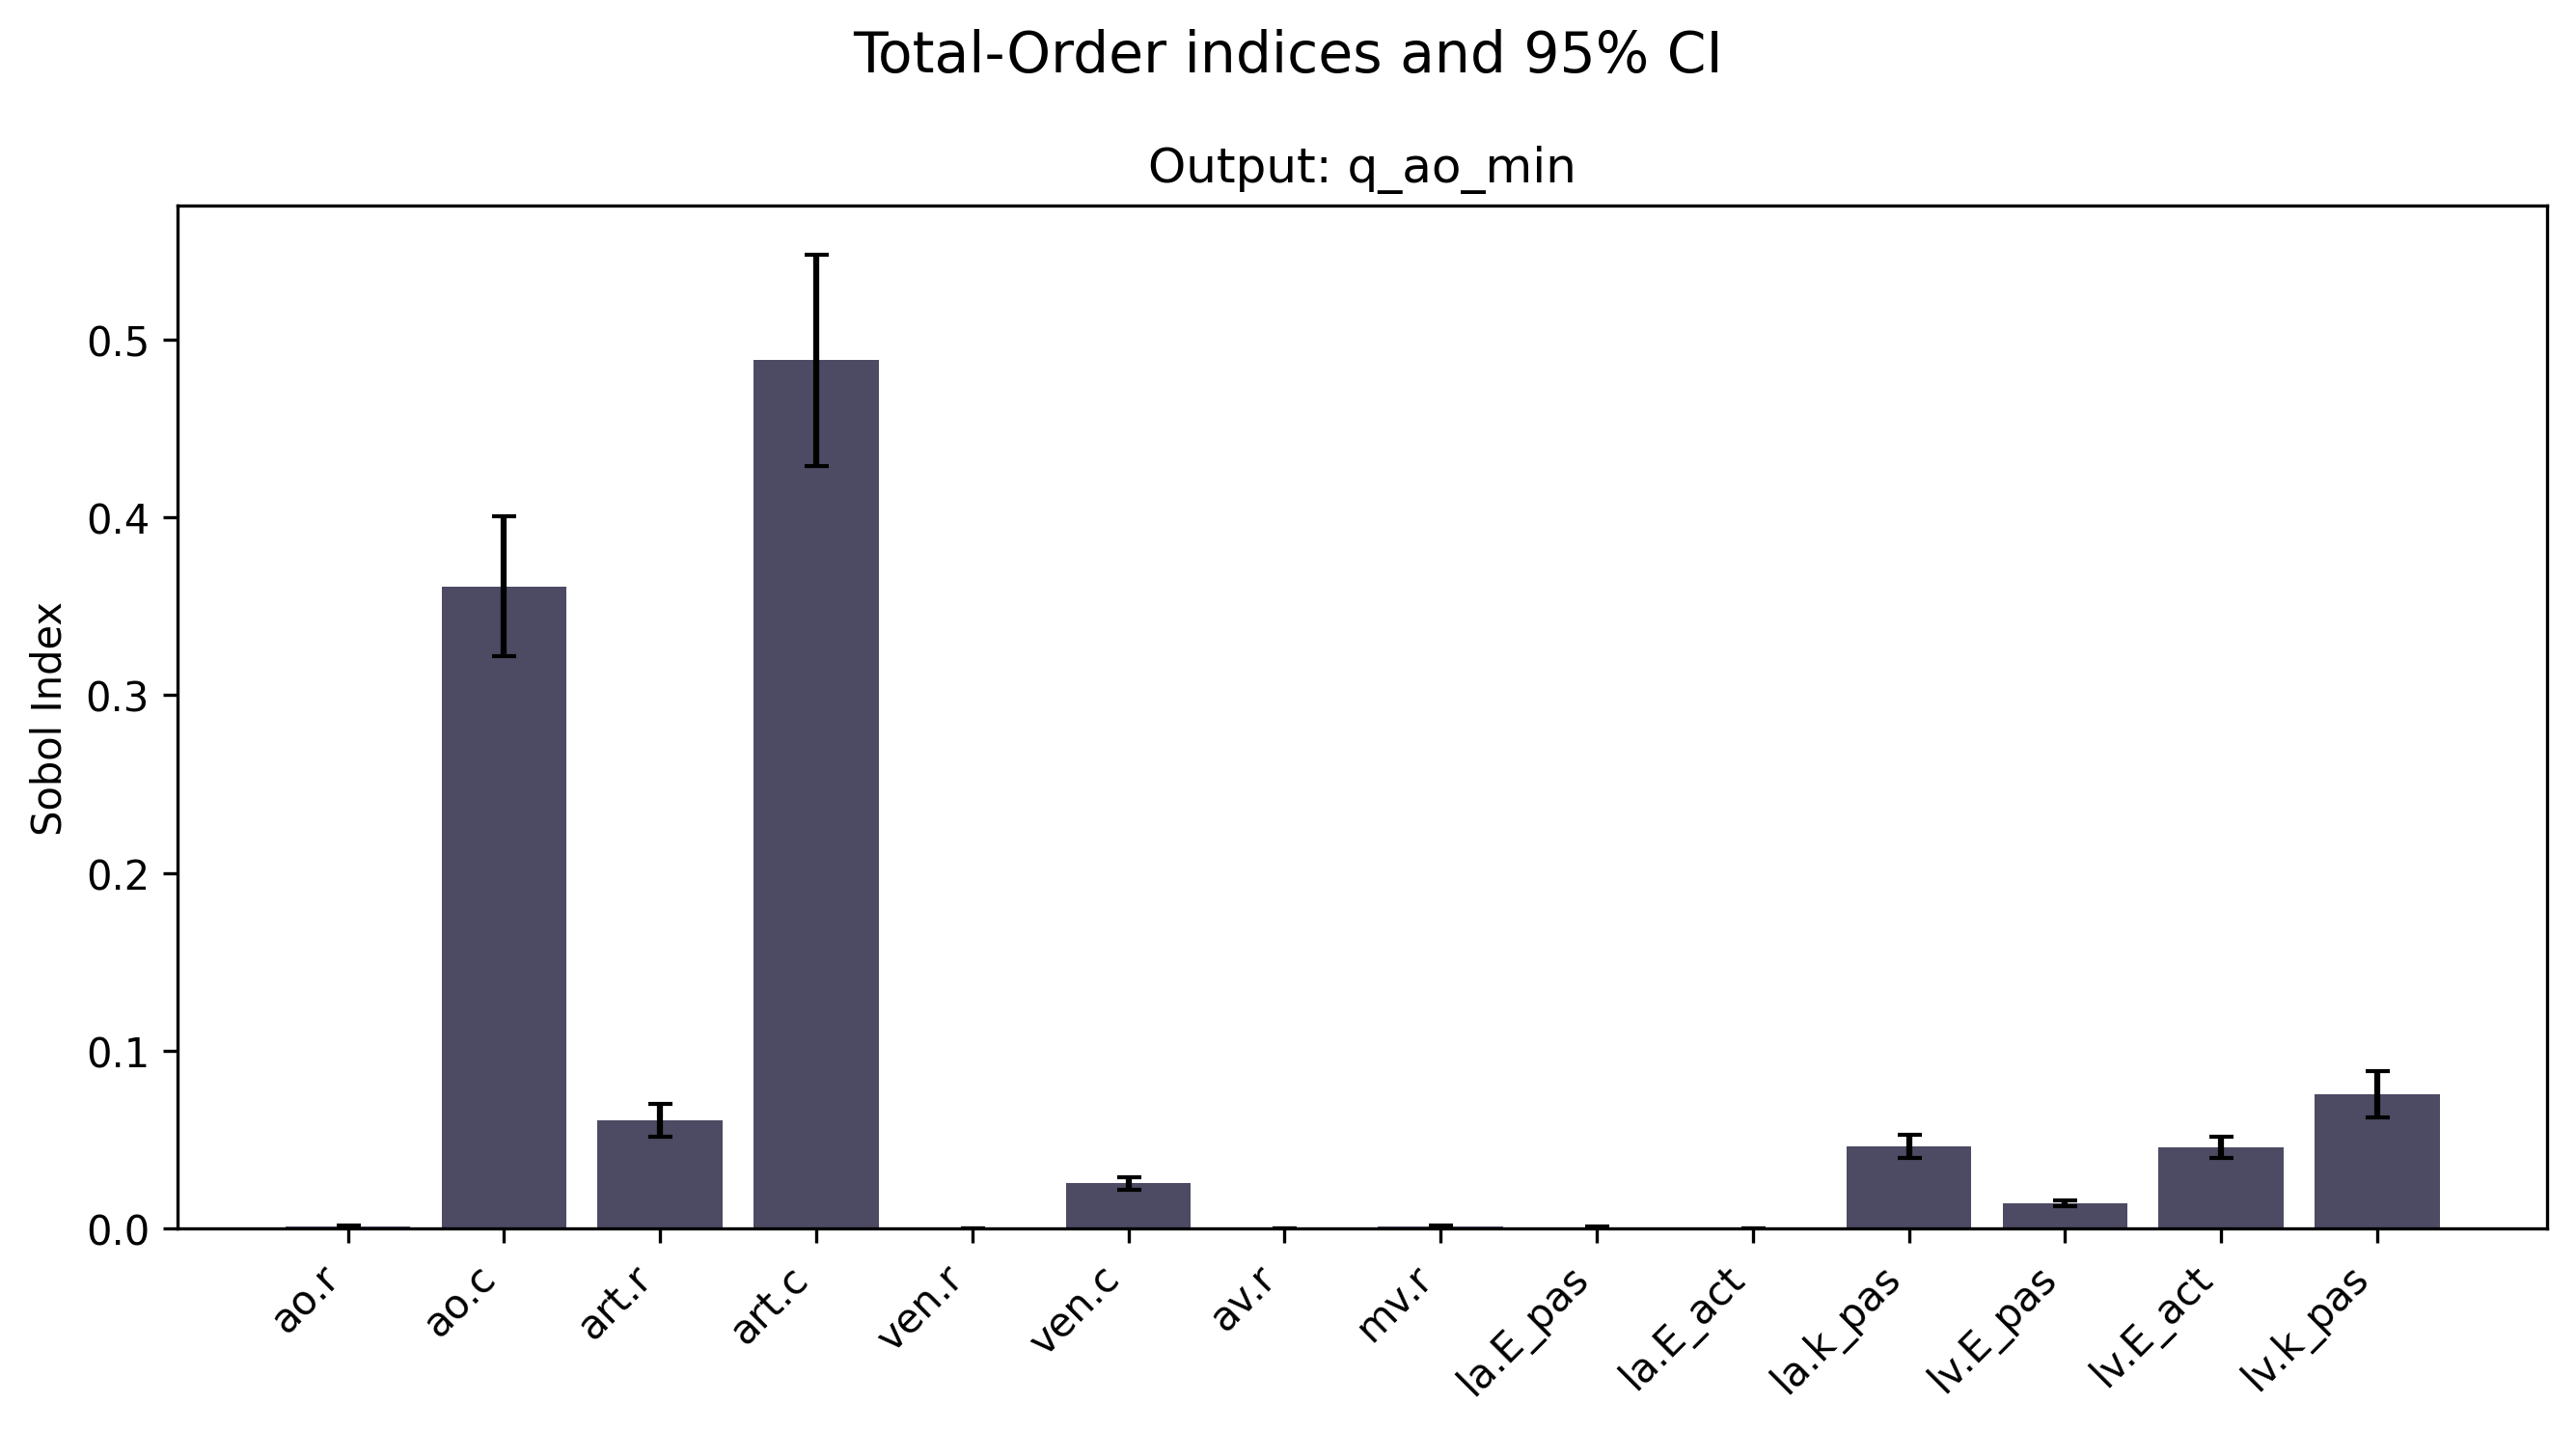 Total-Order indices and 95% CI
Output: q_ao_min
Sobol Index
0.5
0.4
0.3
0.2
0.1
0.0
ao.r
ao.c
art.r
art.c
ven.r
ven.c
av.r
mv.r
la.E_pas
la.E_act
la.k_pas
lv.E_pas
lv.E_act
lv.k_pas